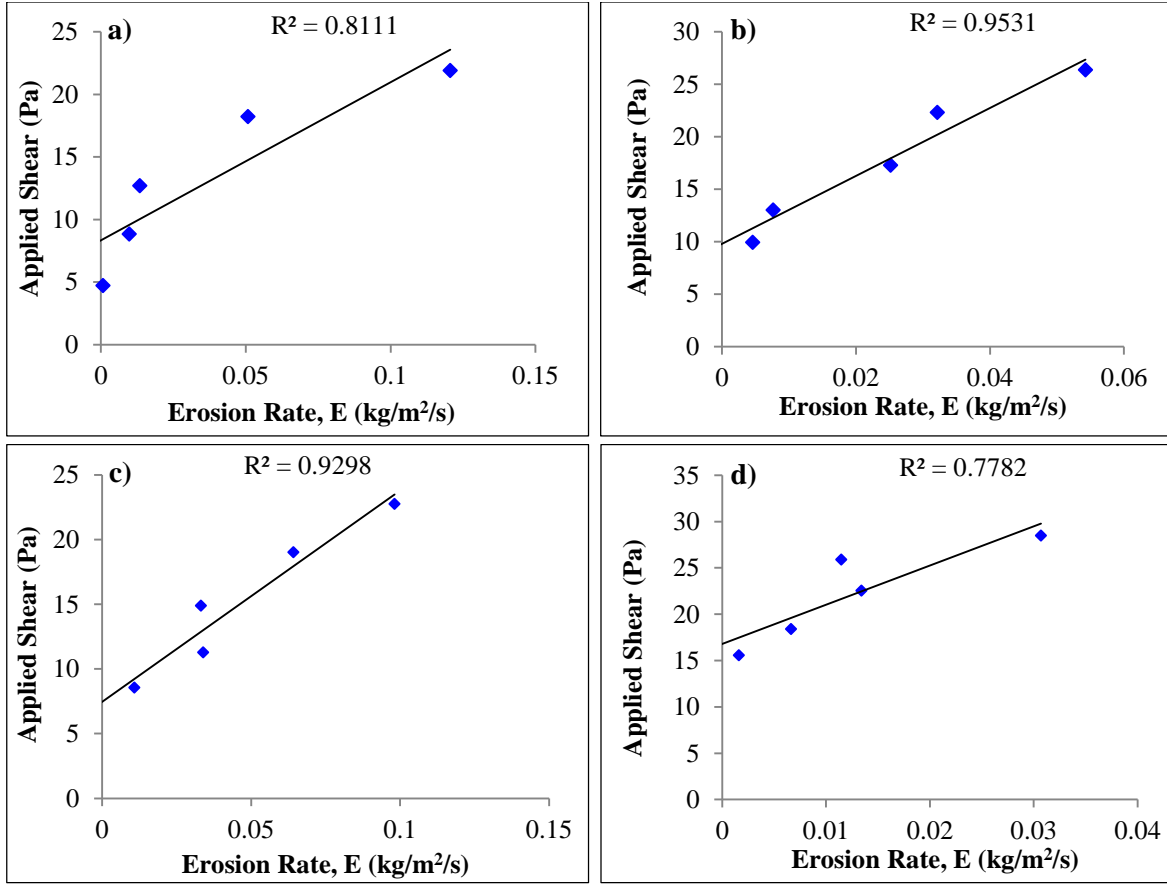 a)
R² = 0.8111
Applied Shear (Pa)
25
20
15
10
5
0
0 0.05 0.1 0.15
Erosion Rate, E (kg/m²/s)
b)
R² = 0.9531
Applied Shear (Pa)
30
25
20
15
10
5
0
0 0.02 0.04 0.06
Erosion Rate, E (kg/m²/s)
c)
R² = 0.9298
Applied Shear (Pa)
25
20
15
10
5
0
0 0.05 0.1 0.15
Erosion Rate, E (kg/m²/s)
d)
R² = 0.7782
Applied Shear (Pa)
35
30
25
20
15
10
5
0
0 0.01 0.02 0.03 0.04
Erosion Rate, E (kg/m²/s)